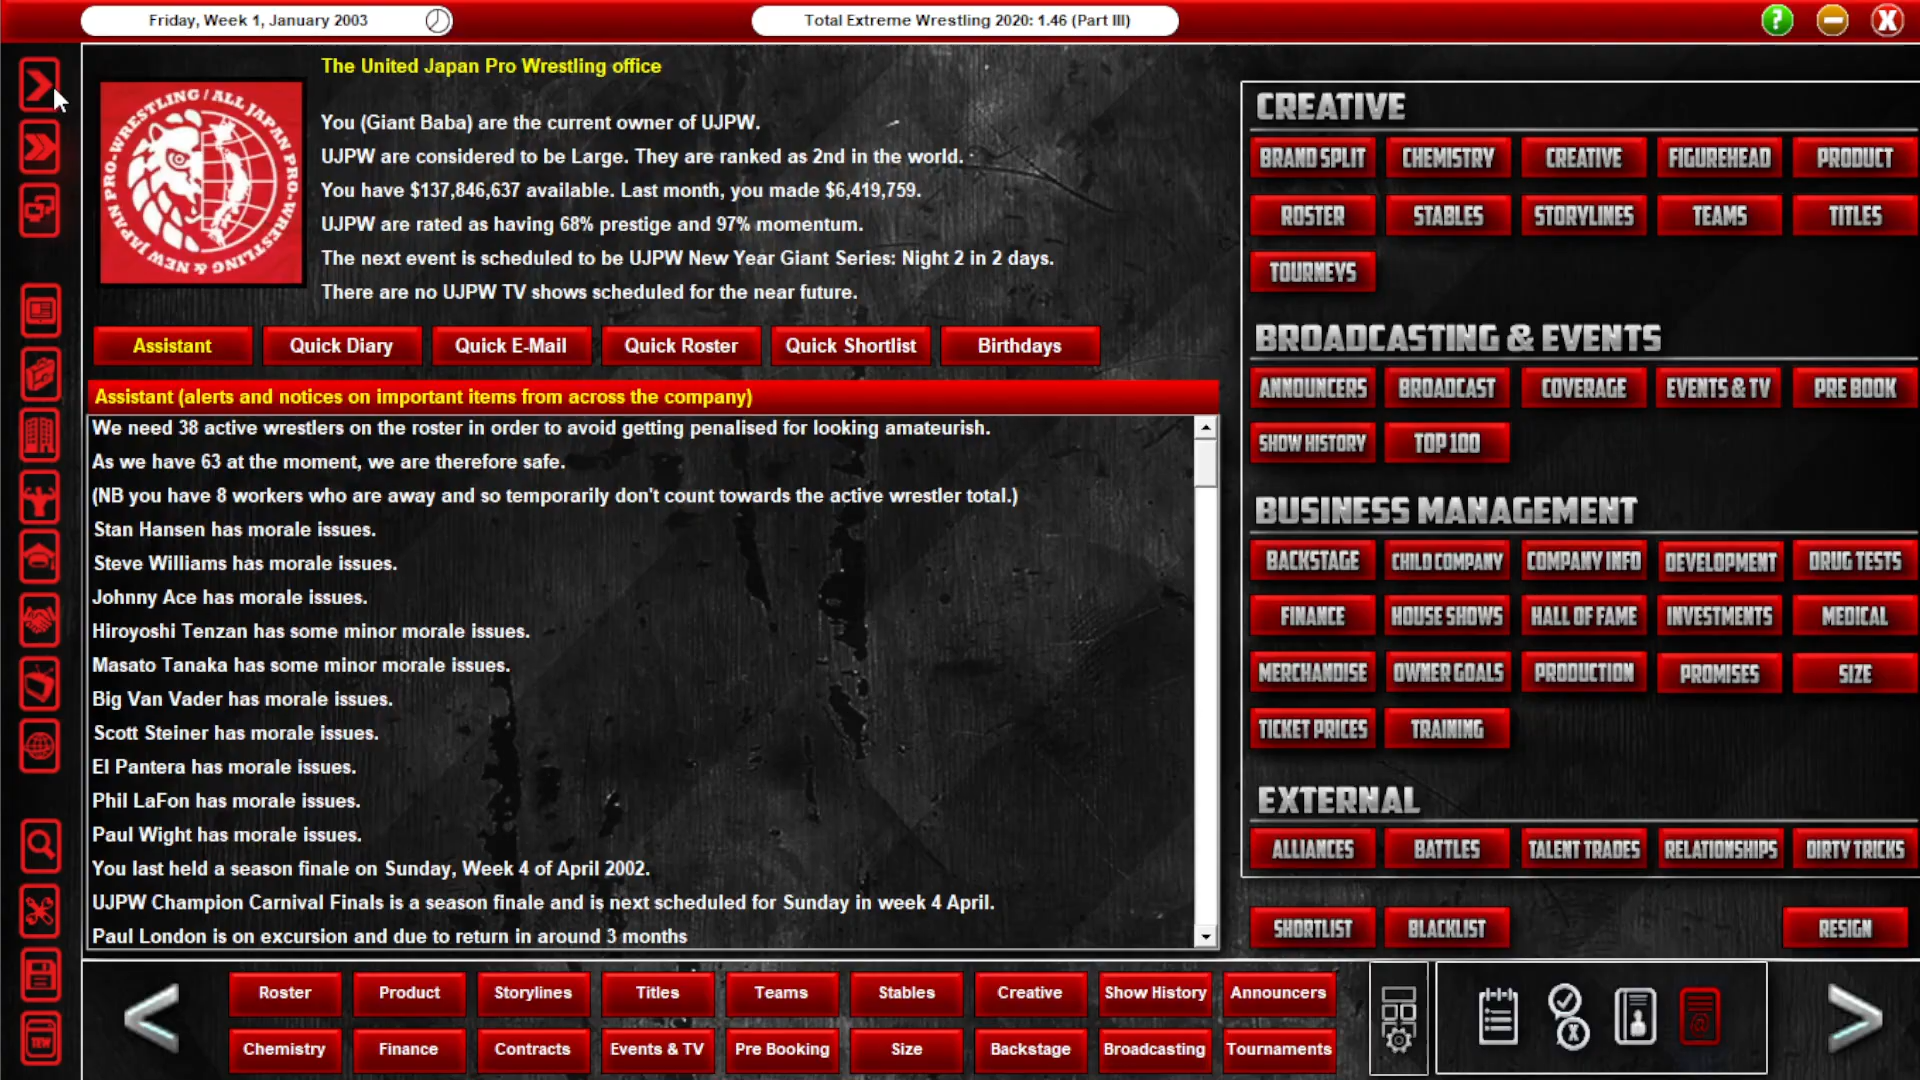 Friday, Week 1, January 2003
Total Extreme Wrestling 2020: 1.46 (Part III)
?
X
NEW JAPAN PRO-WRESTLING / ALL JAPAN PRO-WRESTLING &
The United Japan Pro Wrestling office
You (Giant Baba) are the current owner of UJPW.
UJPW are considered to be Large. They are ranked as 2nd in the world.
You have $137,846,637 available. Last month, you made $6,419,759.
UJPW are rated as having 68% prestige and 97% momentum.
The next event is scheduled to be UJPW New Year Giant Series: Night 2 in 2 days.
There are no UJPW TV shows scheduled for the near future.
Assistant Quick Diary Quick E-Mail Quick Roster Quick Shortlist Birthdays
Assistant (alerts and notices on important items from across the company)
We need 38 active wrestlers on the roster in order to avoid getting penalised for looking amateurish.
As we have 63 at the moment, we are therefore safe.
(NB you have 8 workers who are away and so temporarily don't count towards the active wrestler total.)
Stan Hansen has morale issues.
Steve Williams has morale issues.
Johnny Ace has morale issues.
Hiroyoshi Tenzan has some minor morale issues.
Masato Tanaka has some minor morale issues.
Big Van Vader has morale issues.
Scott Steiner has morale issues.
El Pantera has morale issues.
Phil LaFon has morale issues.
Paul Wight has morale issues.
You last held a season finale on Sunday, Week 4 of April 2002.
UJPW Champion Carnival Finals is a season finale and is next scheduled for Sunday in week 4 April.
Paul London is on excursion and due to return in around 3 months
CREATIVE
BRAND SPLIT CHEMISTRY CREATIVE FIGUREHEAD PRODUCT
ROSTER STABLES STORYLINES TEAMS TITLES
TOURNEYS
BROADCASTING & EVENTS
ANNOUNCERS BROADCAST COVERAGE EVENTS & TV PRE BOOK
SHOW HISTORY TOP 100
BUSINESS MANAGEMENT
BACKSTAGE CHILD COMPANY COMPANY INFO DEVELOPMENT DRUG TESTS
FINANCE HOUSE SHOWS HALL OF FAME INVESTMENTS MEDICAL
MERCHANDISE OWNER GOALS PRODUCTION PROMISES SIZE
TICKET PRICES TRAINING
EXTERNAL
ALLIANCES BATTLES TALENT TRADES RELATIONSHIPS DIRTY TRICKS
SHORTLIST BLACKLIST RESIGN
Roster Product Storylines Titles Teams Stables Creative Show History Announcers
Chemistry Finance Contracts Events & TV Pre Booking Size Backstage Broadcasting Tournaments
TEW